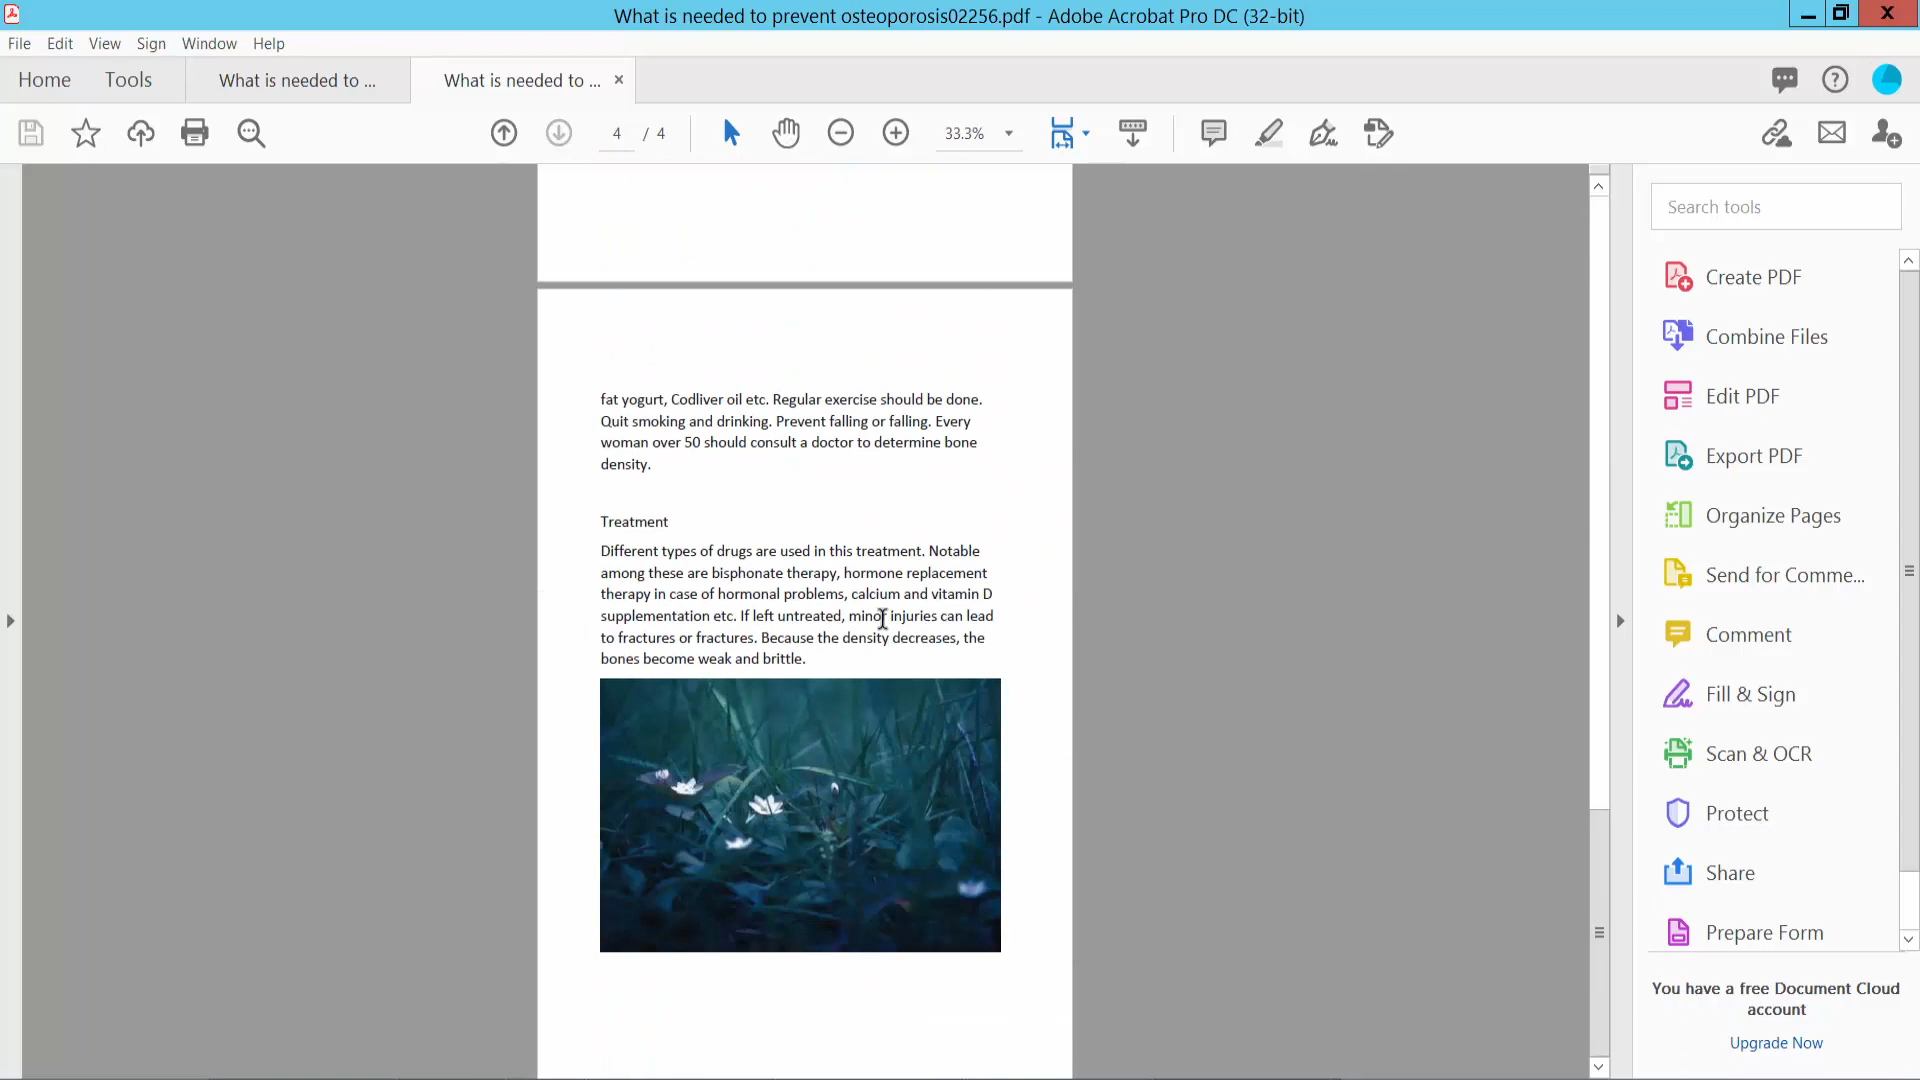 What is needed to prevent osteoporosis02256.pdf - Adobe Acrobat Pro DC (32-bit)
File Edit View Sign Window Help
Home Tools What is needed to ... What is needed to ... ×
4 / 4 33.3%
Search tools
Create PDF
Combine Files
Edit PDF
Export PDF
Organize Pages
Send for Comme...
Comment
Fill & Sign
Scan & OCR
Protect
Share
Prepare Form
You have a free Document Cloud
account
Upgrade Now
fat yogurt, Codliver oil etc. Regular exercise should be done.
Quit smoking and drinking. Prevent falling or falling. Every
woman over 50 should consult a doctor to determine bone
density.
Treatment
Different types of drugs are used in this treatment. Notable
among these are bisphonate therapy, hormone replacement
therapy in case of hormonal problems, calcium and vitamin D
supplementation etc. If left untreated, minor injuries can lead
to fractures or fractures. Because the density decreases, the
bones become weak and brittle.